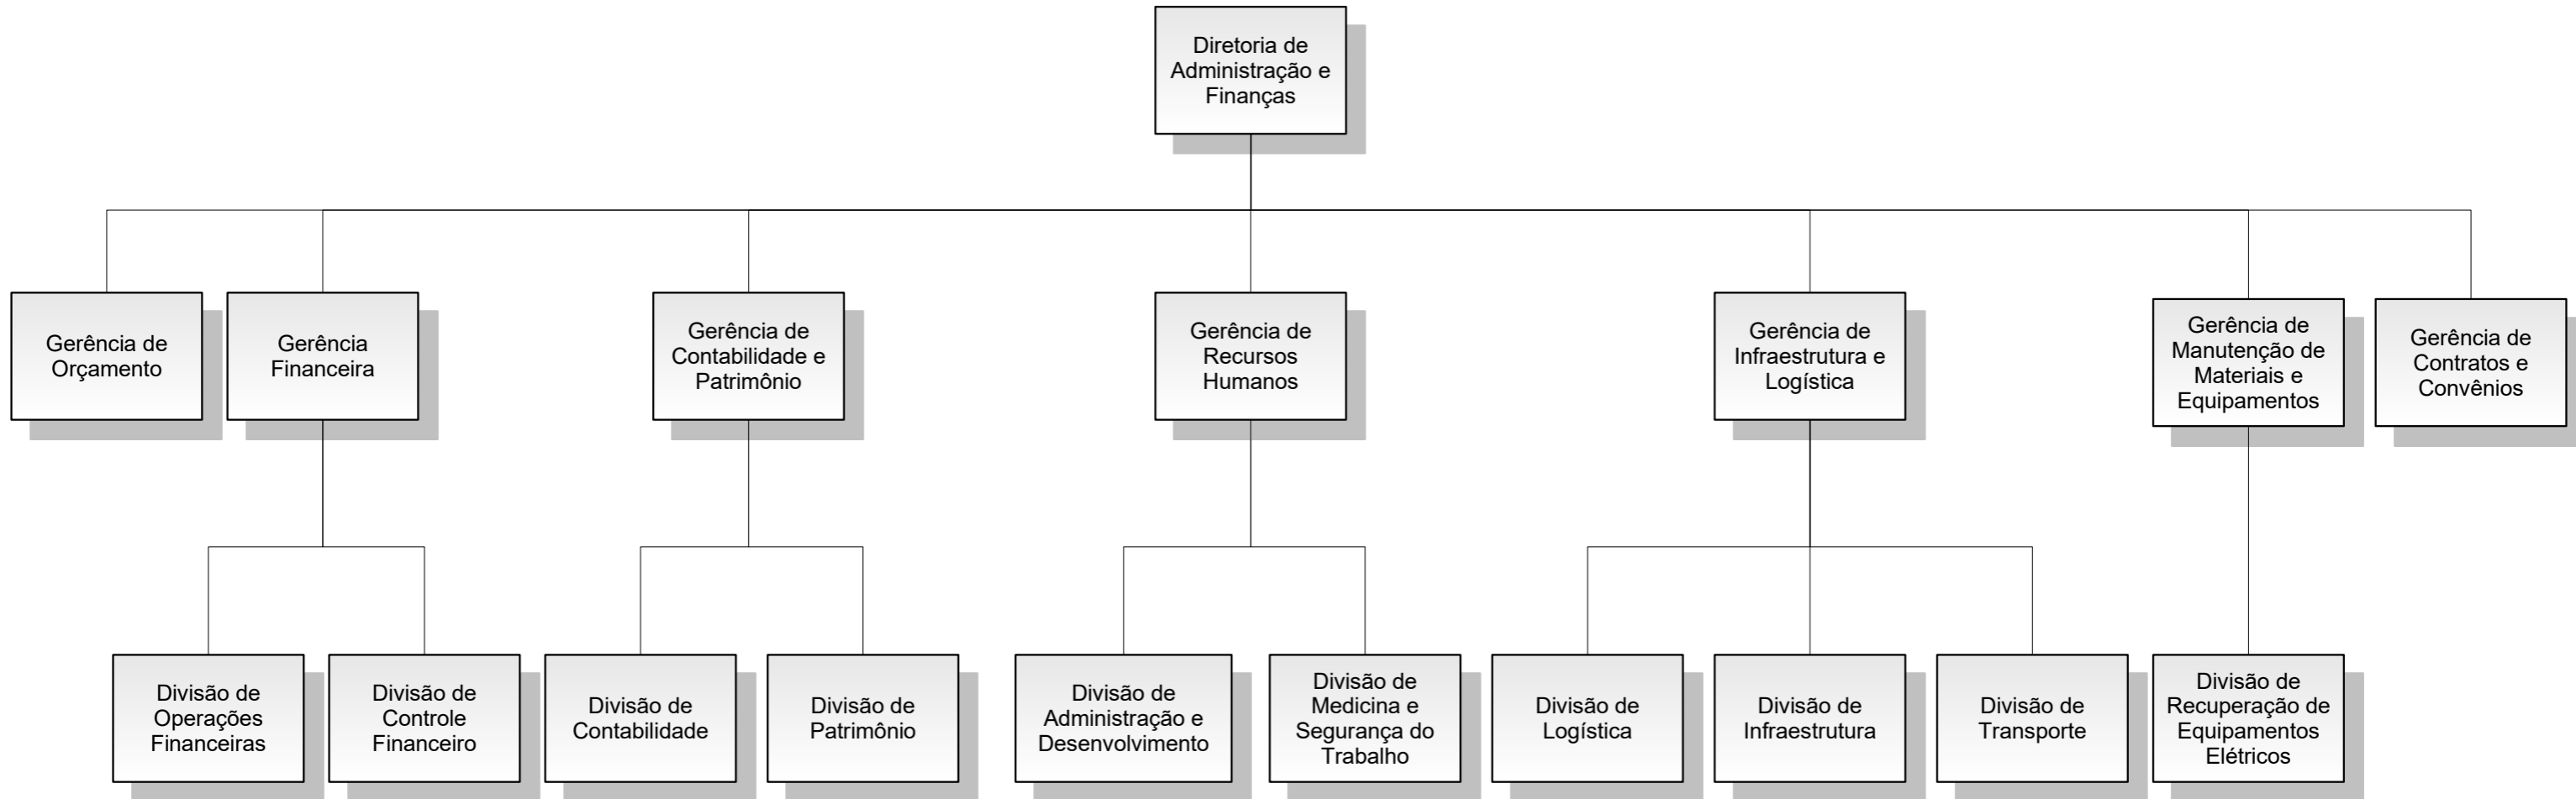 Diretoria de
Administração e
Finanças
Gerência de
Orçamento
Gerência
Financeira
Gerência de
Contabilidade e
Patrimônio
Gerência de
Recursos
Humanos
Gerência de
Infraestrutura e
Logística
Gerência de
Manutenção de
Materiais e
Equipamentos
Gerência de
Contratos e
Convênios
Divisão de
Operações
Financeiras
Divisão de
Controle
Financeiro
Divisão de
Contabilidade
Divisão de
Patrimônio
Divisão de
Administração e
Desenvolvimento
Divisão de
Medicina e
Segurança do
Trabalho
Divisão de
Logística
Divisão de
Infraestrutura
Divisão de
Transporte
Divisão de
Recuperação de
Equipamentos
Elétricos